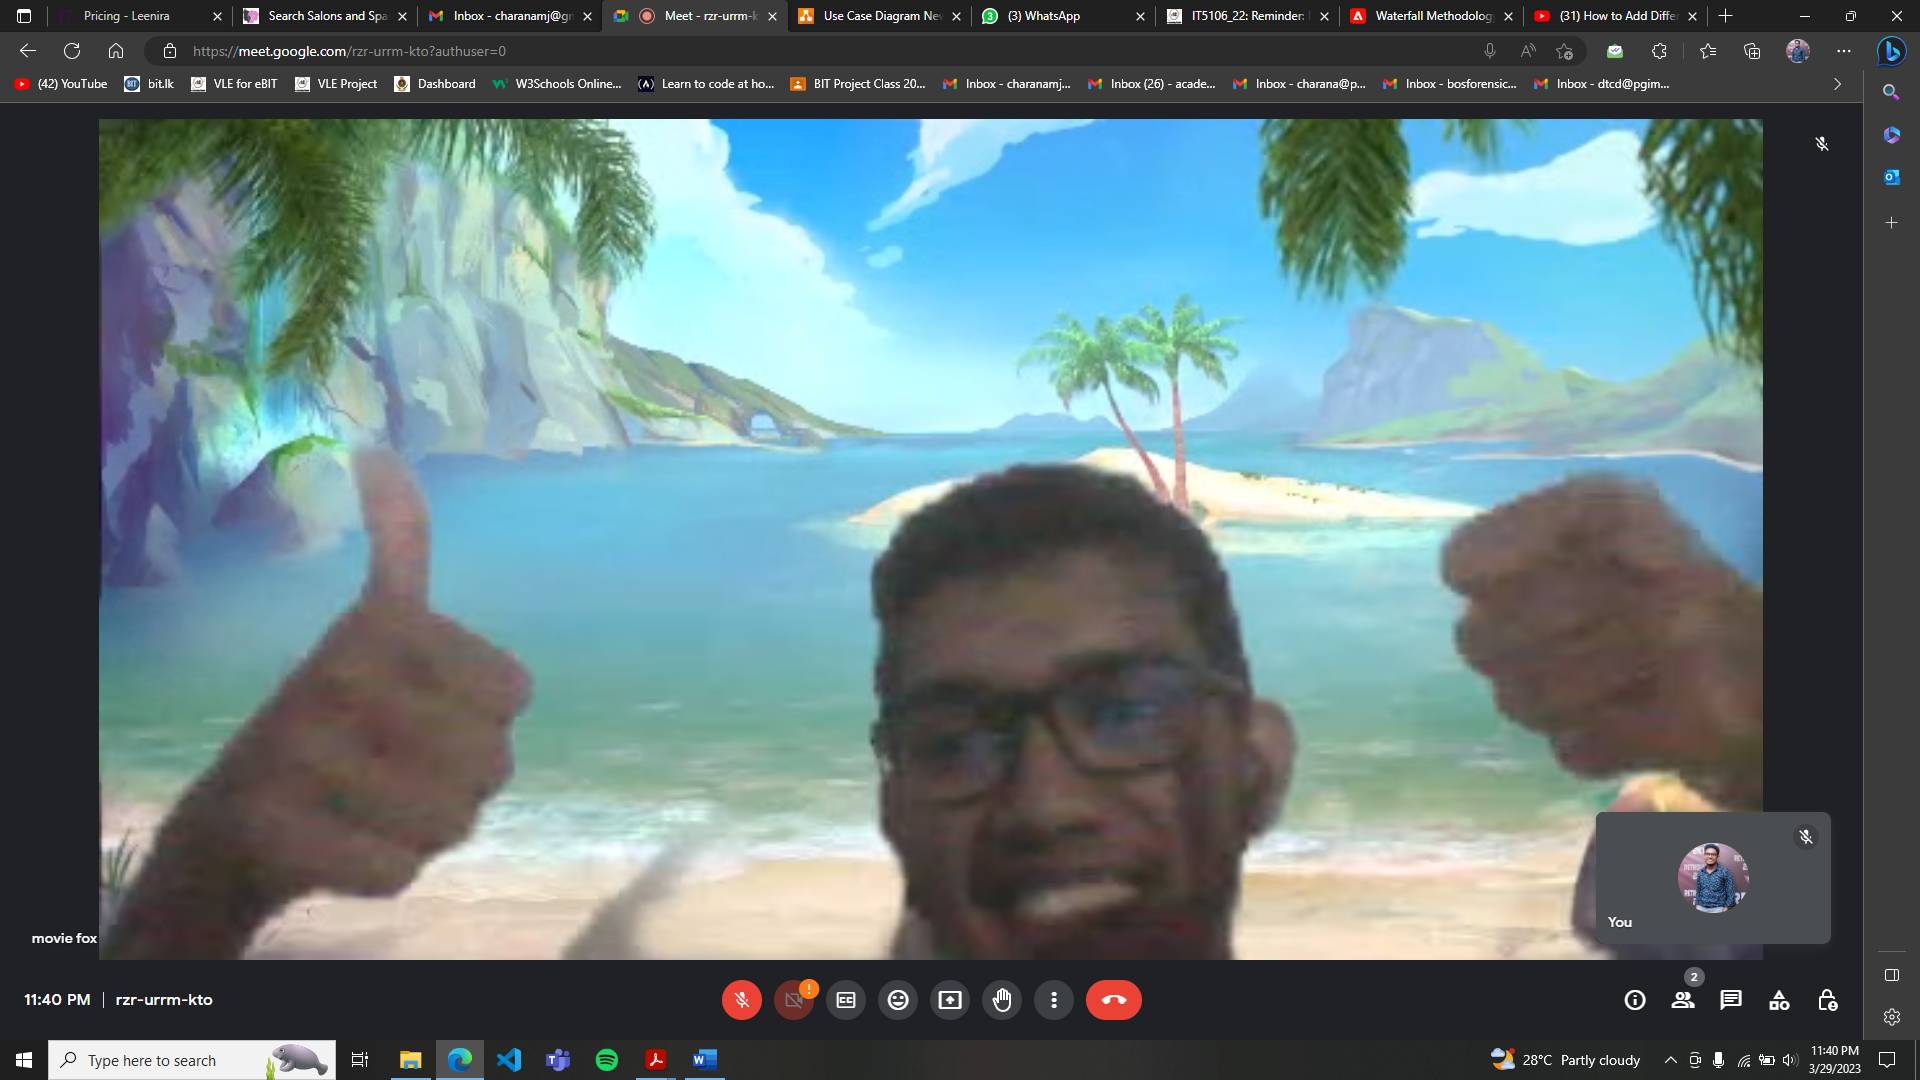 Pricing - Leenira
Search Salons and Spa
Inbox - charanamj@gm
Meet - rzr-urrm-k
Use Case Diagram Ne
(3) WhatsApp
IT5106_22: Reminder:
Waterfall Methodology
(31) How to Add Differ
https://meet.google.com/rzr-urrm-kto?authuser=0
(42) YouTube
bit.lk
VLE for eBIT
VLE Project
Dashboard
W3Schools Online...
Learn to code at ho...
BIT Project Class 20...
Inbox - charanamj...
Inbox (26) - acade...
Inbox - charana@p...
Inbox - bosforensic...
Inbox - dtcd@pgim...
You
movie fox
11:40 PM | rzr-urrm-kto
CC
2
Type here to search
28°C Partly cloudy
11:40 PM
3/29/2023